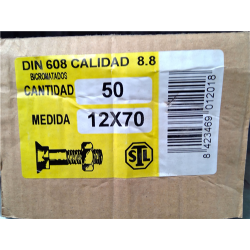 DIN 608 CALIDAD 8.8
BICROMATADOS
CANTIDAD 50
MEDIDA 12X70
STL
8 423469 012018